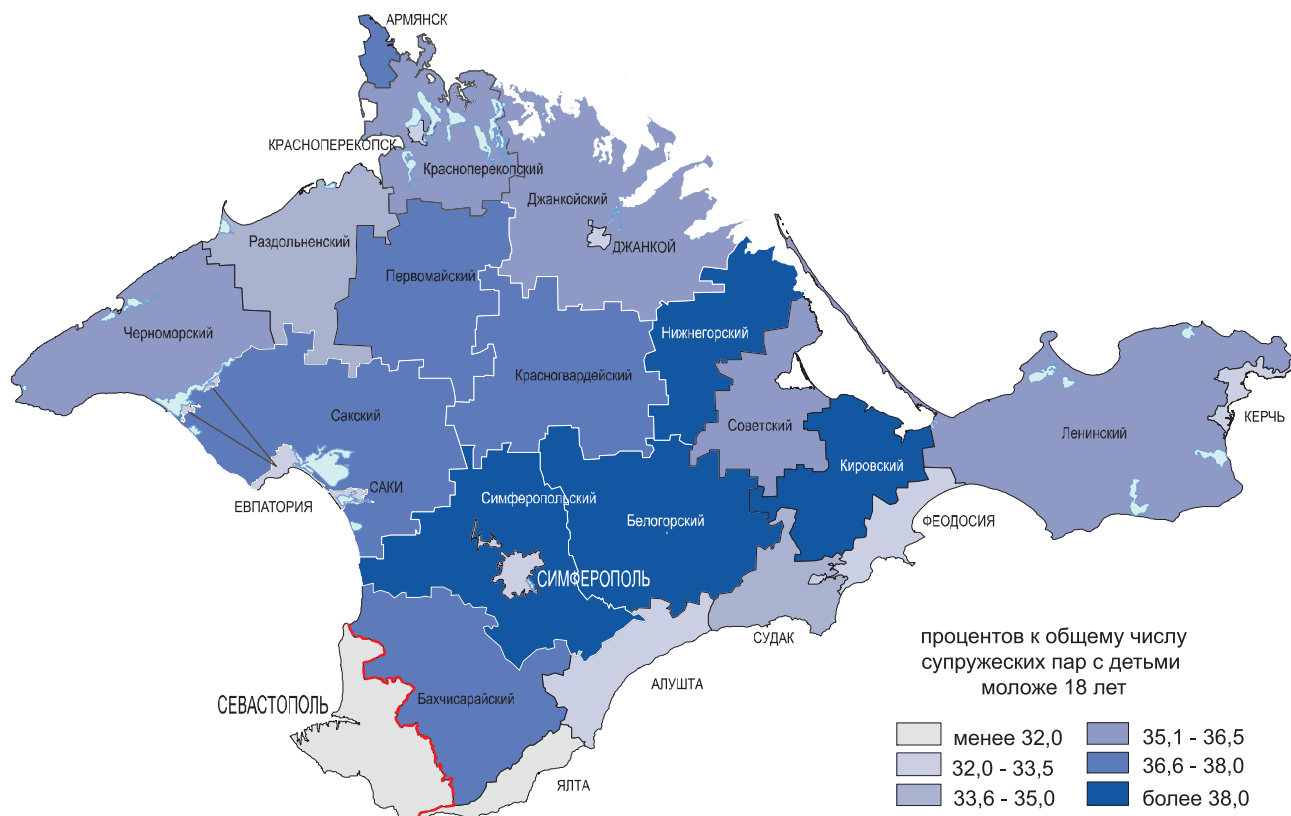 АРМЯНСК
КРАСНОПЕРЕКОПСК
Красноперекопский
Джанкойский
Раздольненский
ДЖАНКОЙ
Первомайский
Черноморский
Нижнегорский
Красногвардейский
Сакский
Советский
Ленинский
КЕРЧЬ
Кировский
САКИ
ЕВПАТОРИЯ
Симферопольский
Белогорский
ФЕОДОСИЯ
СИМФЕРОПОЛЬ
СУДАК
АЛУШТА
Бахчисарайский
СЕВАСТОПОЛЬ
ЯЛТА
процентов к общему числу
супружеских пар с детьми
моложе 18 лет
менее 32,0
32,0 - 33,5
33,6 - 35,0
35,1 - 36,5
36,6 - 38,0
более 38,0